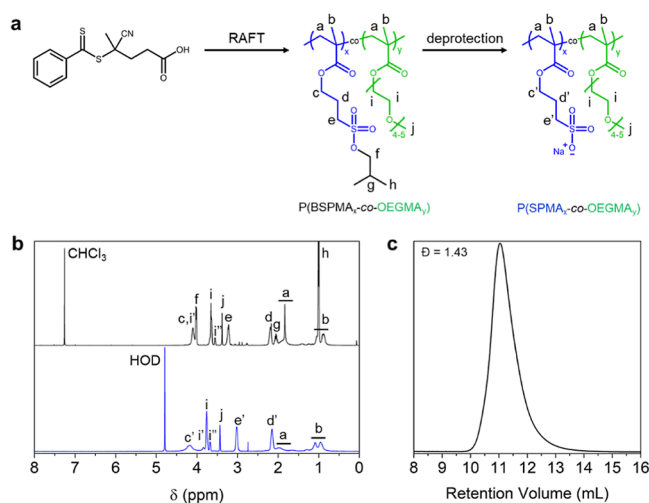 a
S
CN
S
OH
O
RAFT
a b
a b
co
x
y
O
O
O
O
c'
d
e
i
i
O
4-5
j
O
S
O
O
f
g
h
P(BSPMAx-co-OEGMAy)
deprotection
a b
a b
co
x
y
O
O
O
O
c'
d'
e'
i
i
O
4-5
j
O
S
O
Na+
O−
P(SPMAx-co-OEGMAy)
b
CHCl3
h
f
i
j
a
c,i'
i''
e
d
g
b
HOD
i
j
e'
d'
c'
i'
i''
a
b
8 7 6 5 4 3 2 1 0
δ (ppm)
c
Đ = 1.43
8 9 10 11 12 13 14 15 16
Retention Volume (mL)